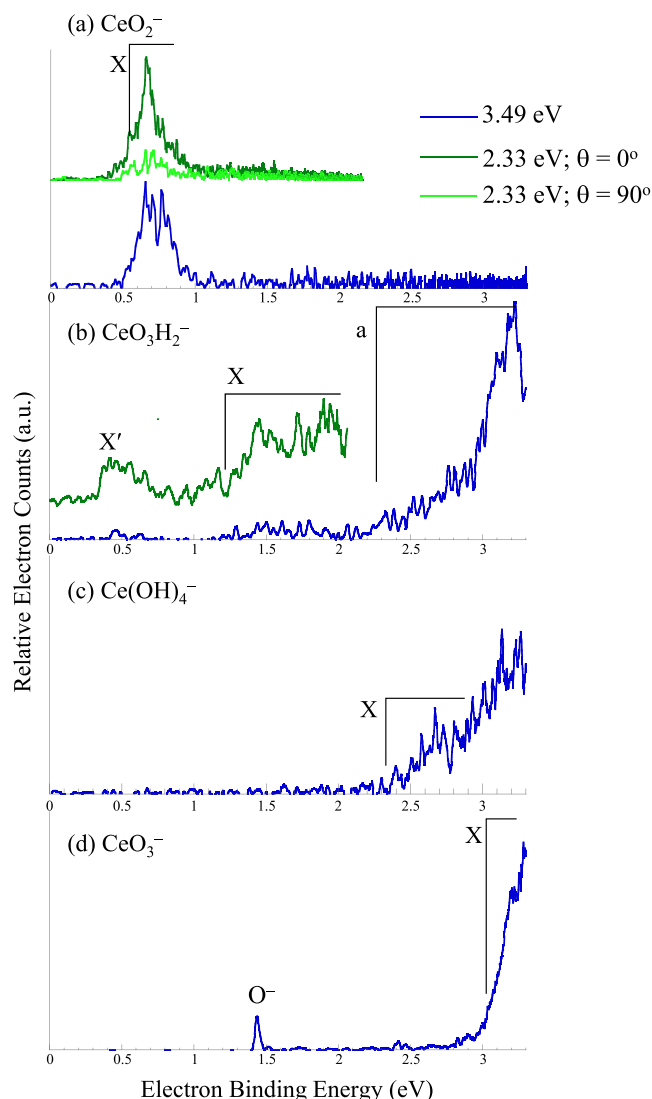 (a) CeO₂⁻
X
3.49 eV
2.33 eV; θ = 0º
2.33 eV; θ = 90º
0 0.5 1 1.5 2 2.5 3
(b) CeO₃H₂⁻
a
X
X′
0 0.5 1 1.5 2 2.5 3
(c) Ce(OH)₄⁻
X
0 0.5 1 1.5 2 2.5 3
(d) CeO₃⁻
X
O⁻
0 0.5 1 1.5 2 2.5 3
Electron Binding Energy (eV)
Relative Electron Counts (a.u.)